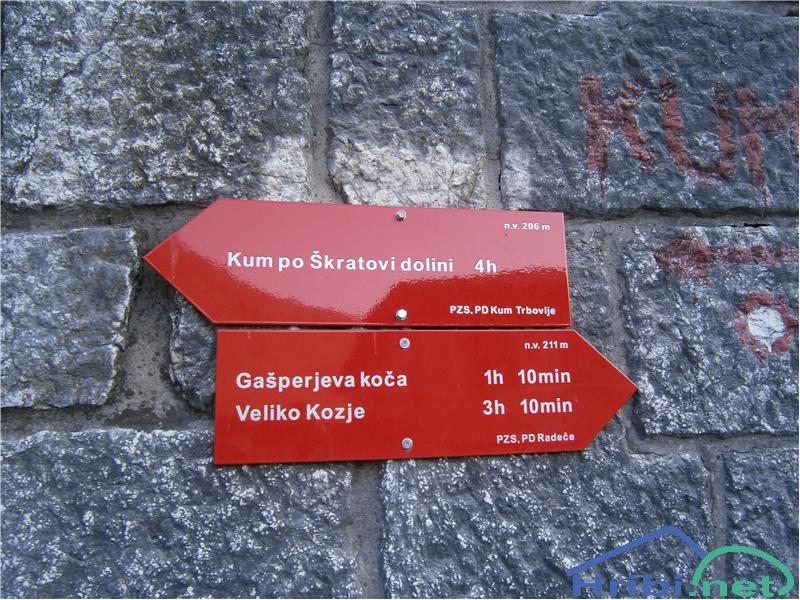 KUM
n.v. 206 m
Kum po Škratovi dolini 4h
PZS, PD Kum Trbovlje
n.v. 211 m
Gašperjeva koča 1h 10min
Veliko Kozje 3h 10min
PZS, PD Radeče
Hribi.net